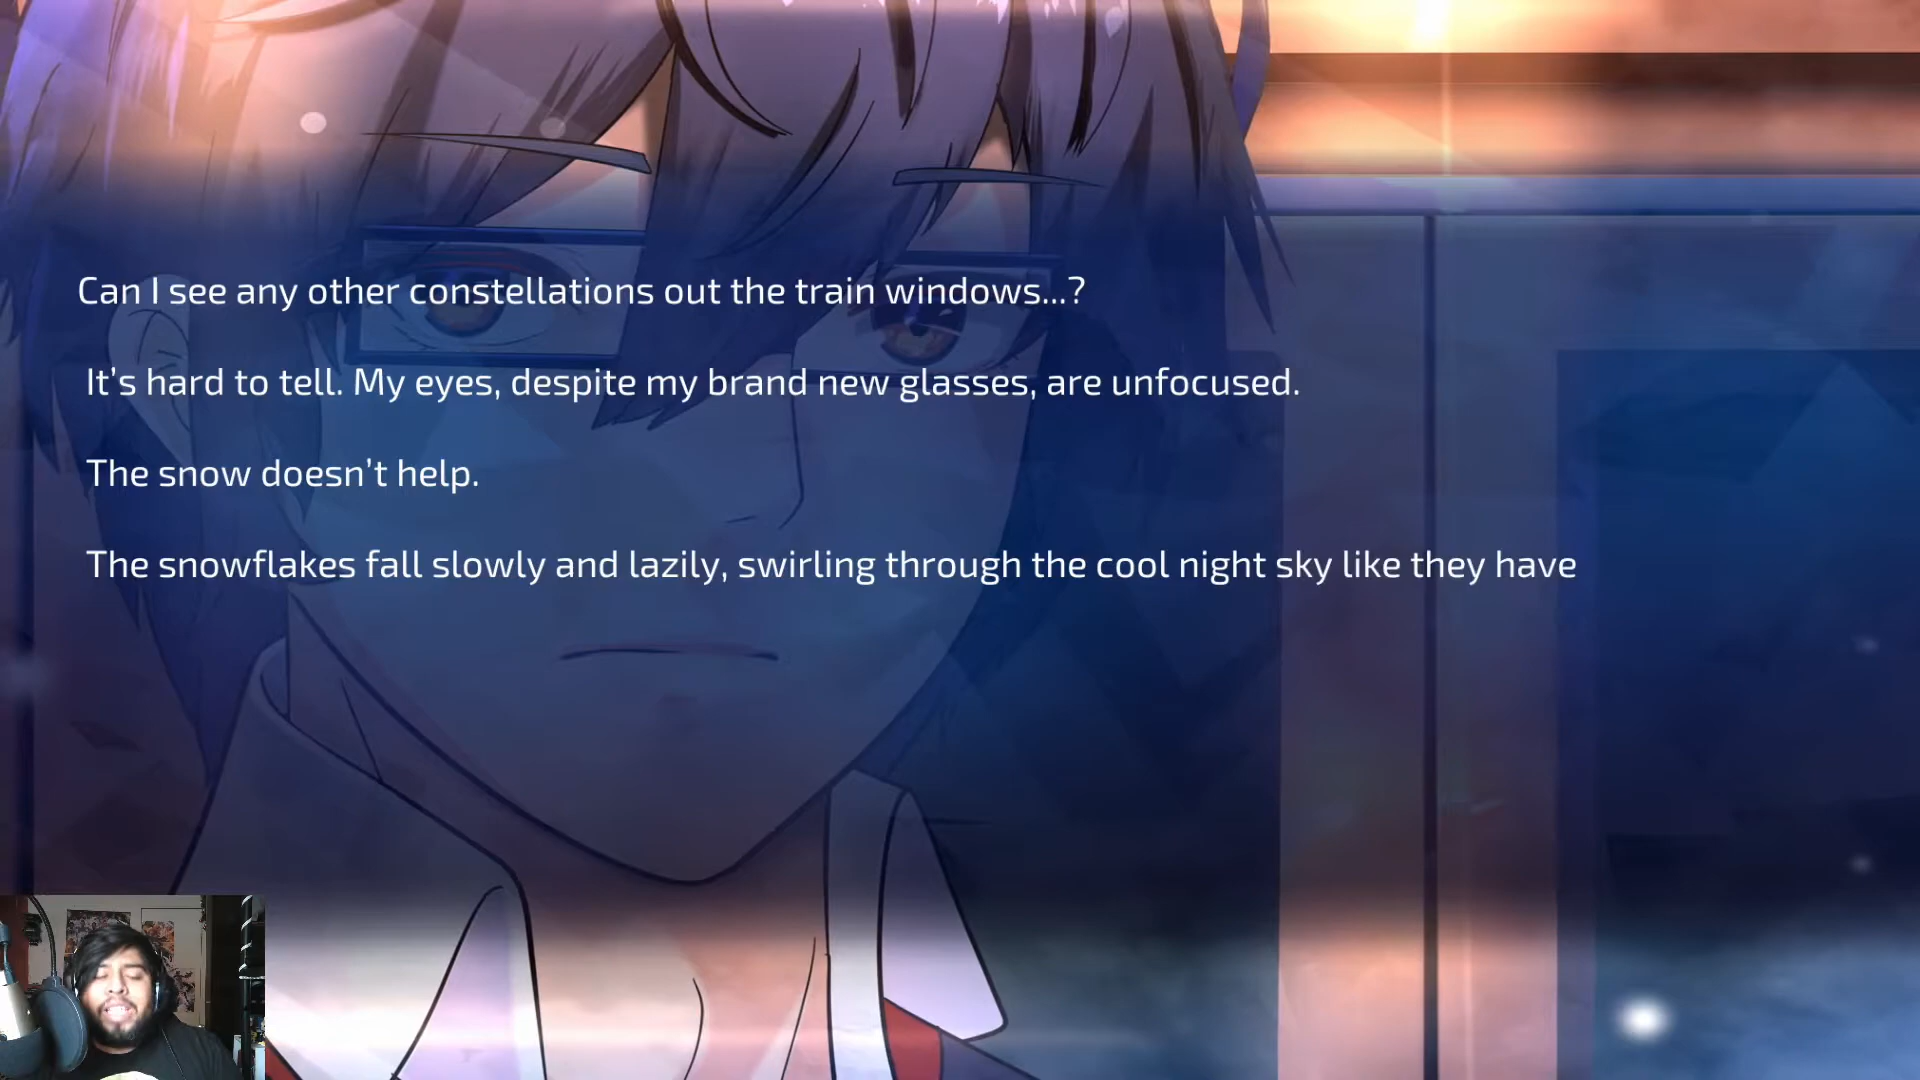 Can I see any other constellations out the train windows...?
It’s hard to tell. My eyes, despite my brand new glasses, are unfocused.
The snow doesn’t help.
The snowflakes fall slowly and lazily, swirling through the cool night sky like they have